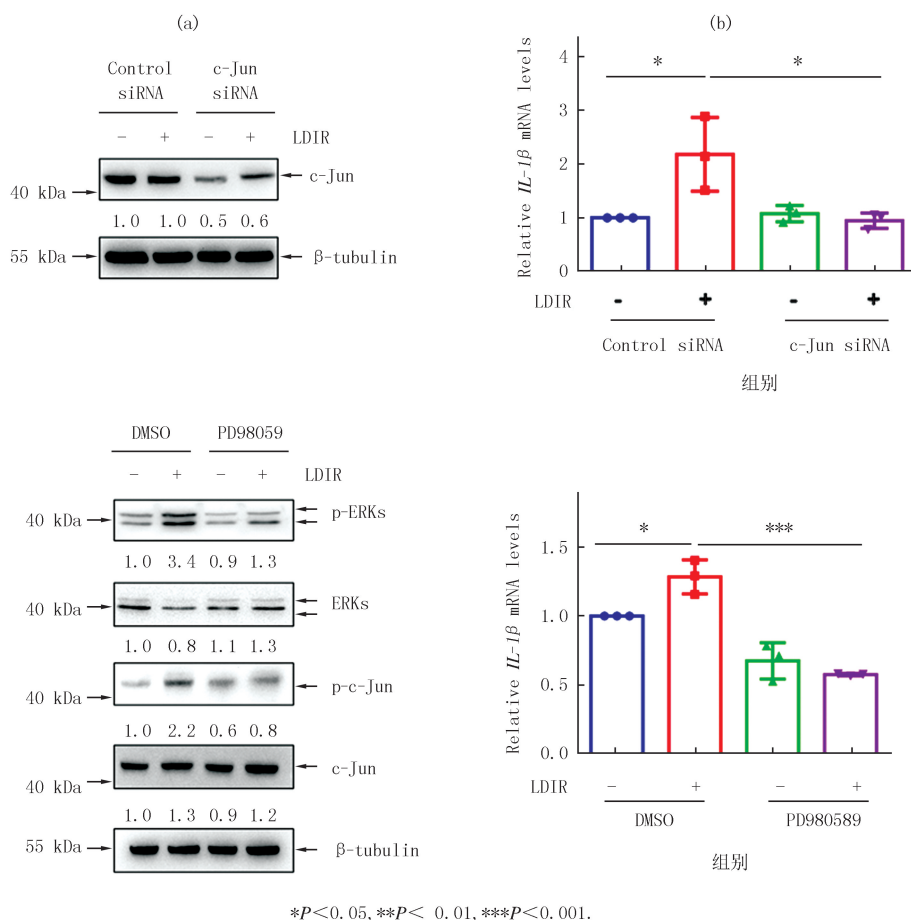 (a)
Control siRNA
c-Jun siRNA
− + − + LDIR
c-Jun
40 kDa
1.0 1.0 0.5 0.6
55 kDa
β-tubulin
(b)
Relative IL-1β mRNA levels
4
3
2
1
0
LDIR - + - +
Control siRNA
c-Jun siRNA
组别
DMSO
PD98059
− + − + LDIR
p-ERKs
40 kDa
1.0 3.4 0.9 1.3
ERKs
40 kDa
1.0 0.8 1.1 1.3
p-c-Jun
40 kDa
1.0 2.2 0.6 0.8
c-Jun
40 kDa
1.0 1.3 0.9 1.2
55 kDa
β-tubulin
Relative IL-1β mRNA levels
* *
* ***
1.5
1.0
0.5
0.0
LDIR − + − +
DMSO
PD980589
组别
*P＜0.05, **P＜ 0.01, ***P＜0.001.